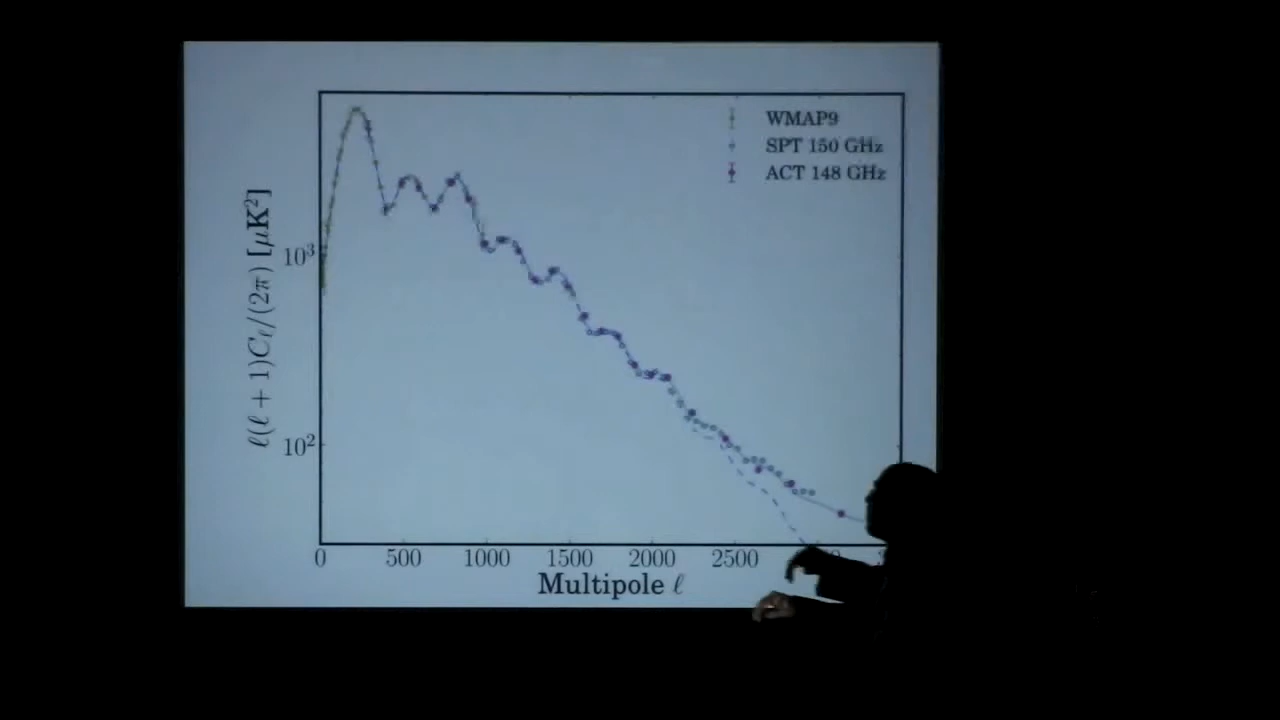 WMAP9
SPT 150 GHz
ACT 148 GHz
ℓ(ℓ + 1)Cℓ/(2π) [μK²]
10³
10²
0 500 1000 1500 2000 2500
Multipole ℓ